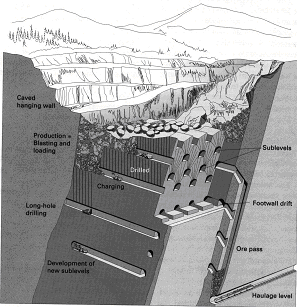 Caved
hanging wall
Production =
Blasting and
loading
Sublevels
Drilled
Charging
Footwall drift
Long-hole
drilling
Ore pass
Development of
new sublevels
Haulage level